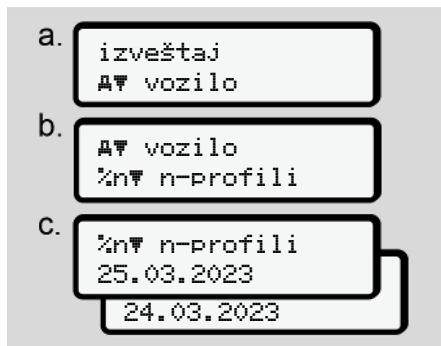 a.
izveštaj
A▼ vozilo
b.
A▼ vozilo
%n▼ n-profili
c.
%n▼ n-profili
25.03.2023
24.03.2023